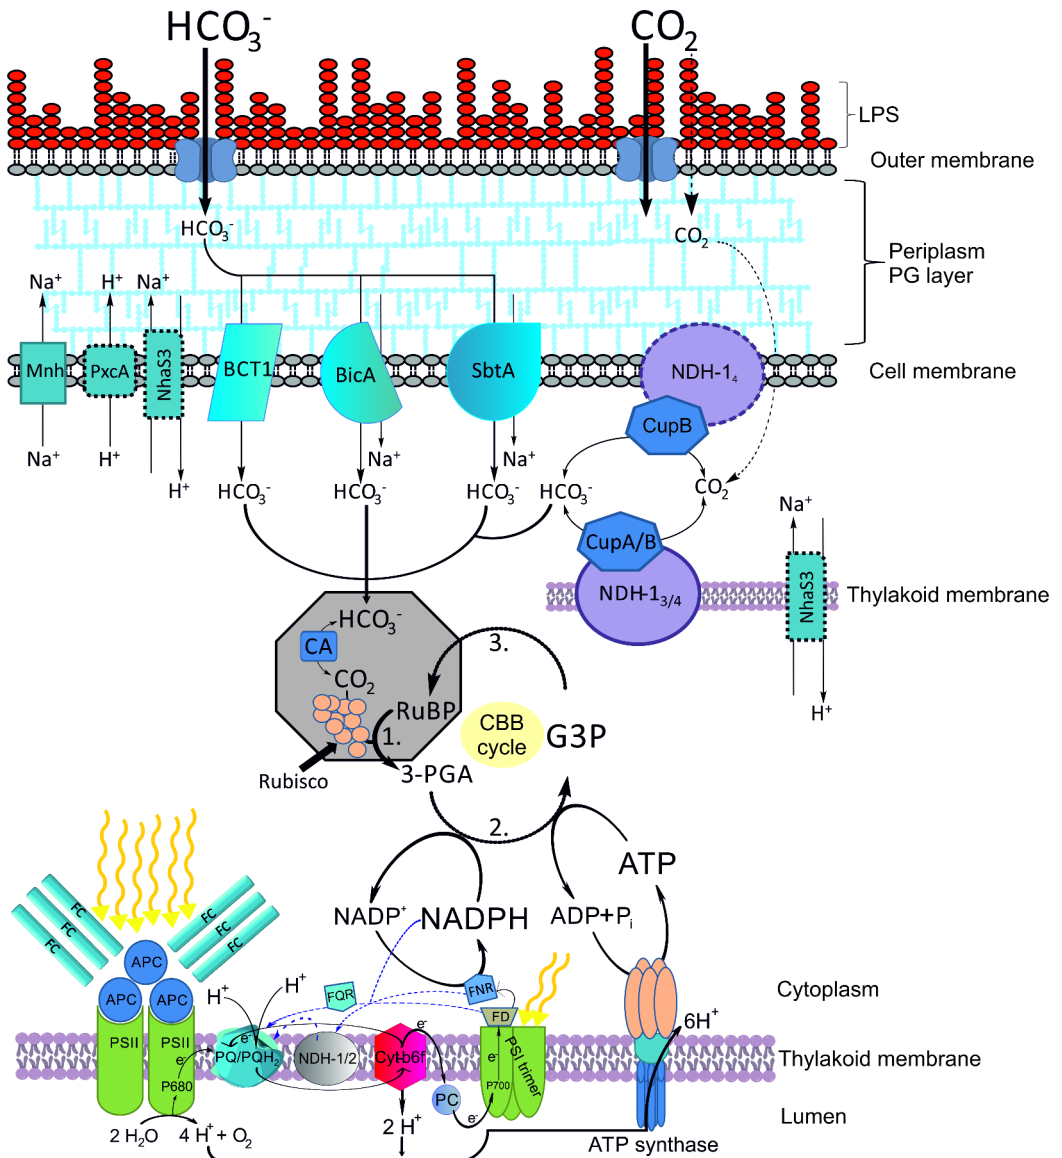 HCO₃⁻
CO₂
LPS
Outer membrane
HCO₃⁻
CO₂
Periplasm
PG layer
Na⁺
H⁺
Na⁺
Mnh
PxcA
NhaS3
BCT1
BicA
SbtA
NDH-1₄
Cell membrane
CupB
Na⁺
H⁺
H⁺
Na⁺
Na⁺
HCO₃⁻
HCO₃⁻
HCO₃⁻
HCO₃⁻
CO₂
Na⁺
CupA/B
NDH-1₃/₄
NhaS3
Thylakoid membrane
H⁺
HCO₃⁻
CA
CO₂
RuBP
1.
Rubisco
3-PGA
3.
CBB
cycle
G3P
2.
ATP
NADP⁺
NADPH
ADP+Pᵢ
FC
FC
FC
FC
FC
FC
APC
APC
APC
H⁺
H⁺
FQR
FNR
FD
Cytoplasm
6H⁺
PSII
PSII
e⁻
P680
e⁻
PQ/PQH₂
NDH-1/2
Cyt-b6f
e⁻
PC
e⁻
e⁻
P700
PSI trimer
Thylakoid membrane
Lumen
2 H₂O
4 H⁺ + O₂
2 H⁺
ATP synthase